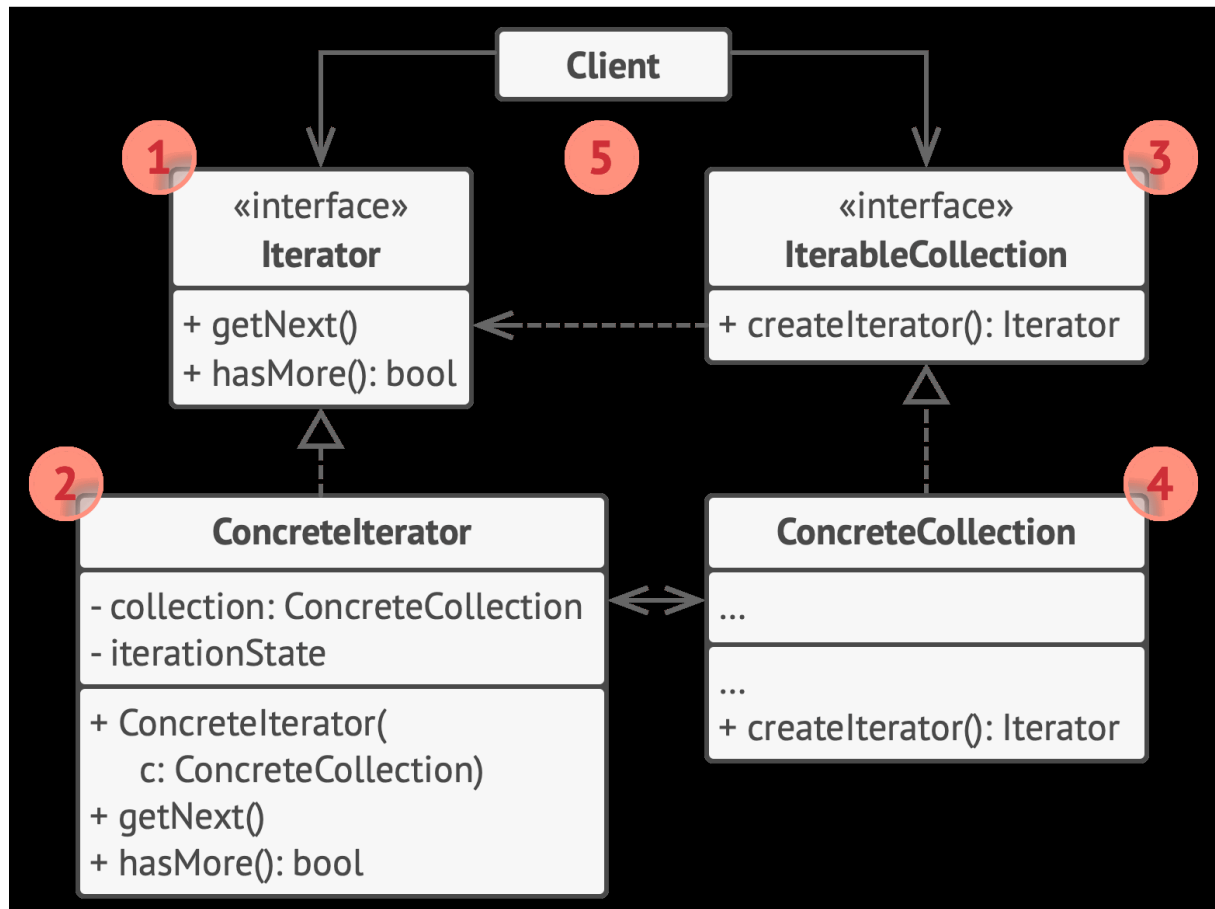 Client
1
5
3
«interface»
Iterator
+ getNext()
+ hasMore(): bool
«interface»
IterableCollection
+ createIterator(): Iterator
2
ConcreteIterator
- collection: ConcreteCollection
- iterationState
+ ConcreteIterator(
c: ConcreteCollection)
+ getNext()
+ hasMore(): bool
4
ConcreteCollection
...
...
+ createIterator(): Iterator